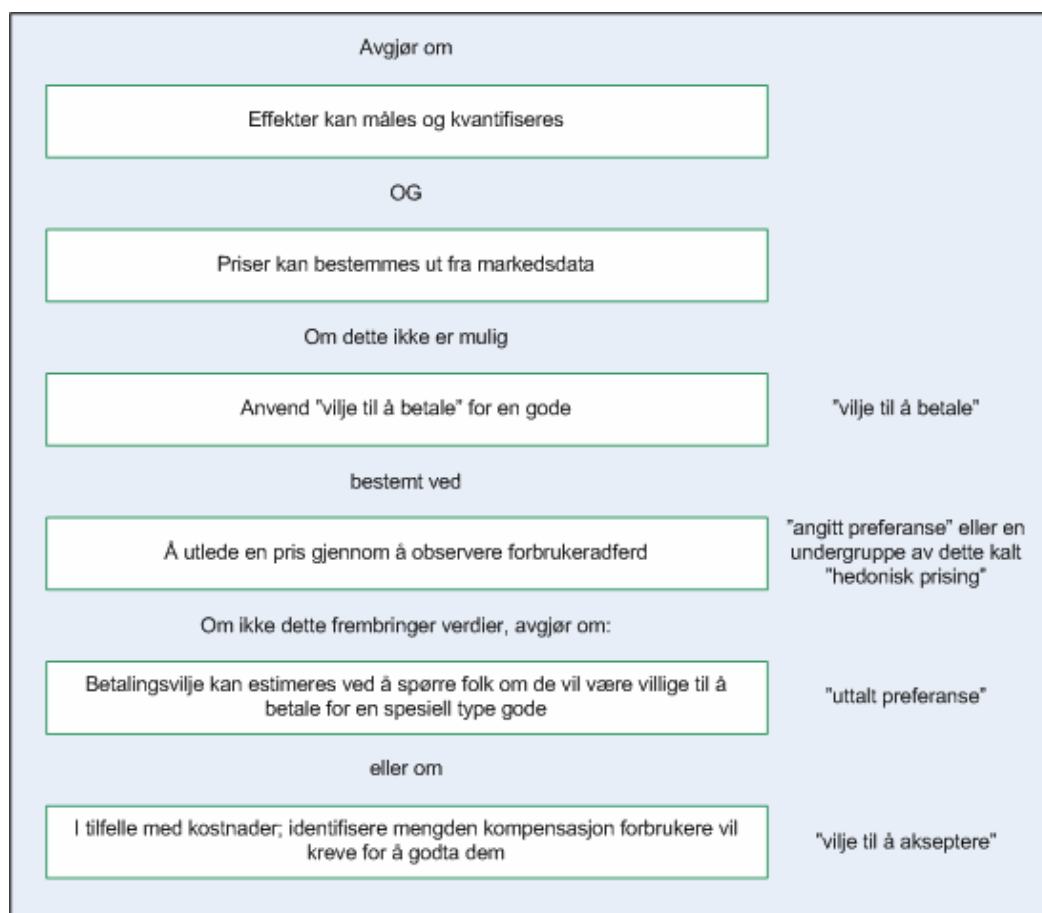 Avgjør om
Effekter kan måles og kvantifiseres
OG
Priser kan bestemmes ut fra markedsdata
Om dette ikke er mulig
Anvend ”vilje til å betale” for en gode
”vilje til å betale”
bestemt ved
Å utlede en pris gjennom å observere forbrukeradferd
”angitt preferanse” eller en
undergruppe av dette kalt
”hedonisk prising”
Om ikke dette frembringer verdier, avgjør om:
Betalingsvilje kan estimeres ved å spørre folk om de vil være villige til å
betale for en spesiell type gode
”uttalt preferanse”
eller om
I tilfelle med kostnader; identifisere mengden kompensasjon forbrukere vil
kreve for å godta dem
”vilje til å akseptere”